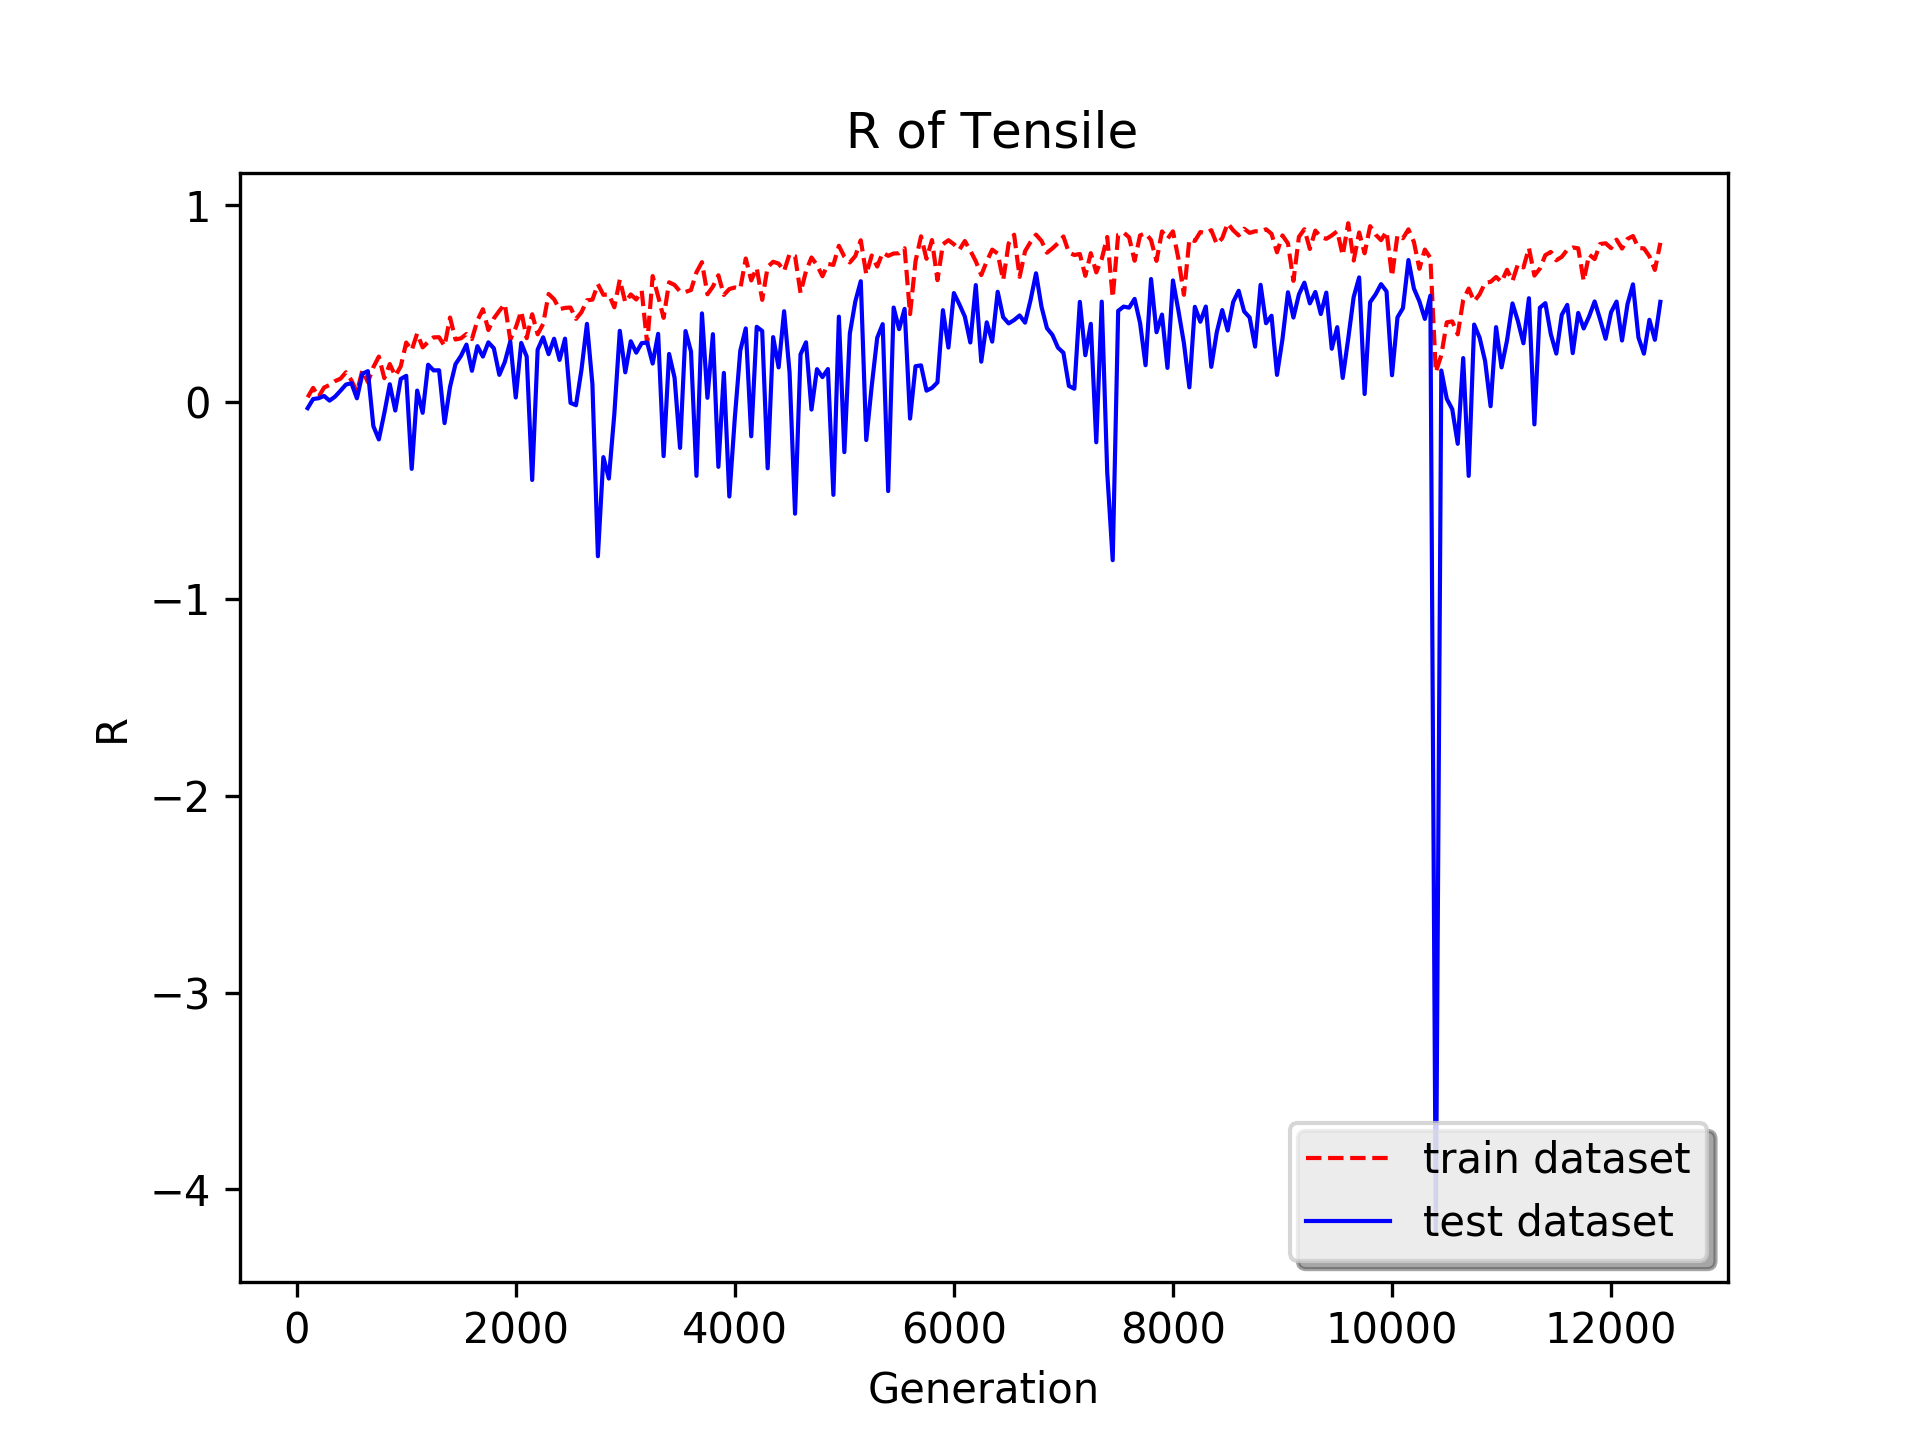 R of Tensile
1
0
−1
−2
−3
−4
R
train dataset
test dataset
0 2000 4000 6000 8000 10000 12000
Generation